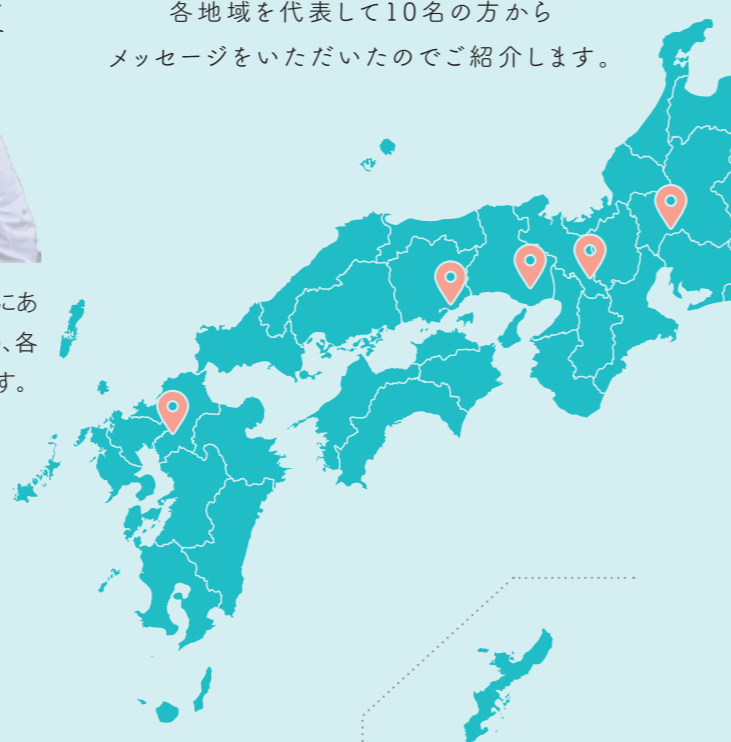 各地域を代表して10名の方から
メッセージをいただいたのでご紹介します。
にあ
、各
す。